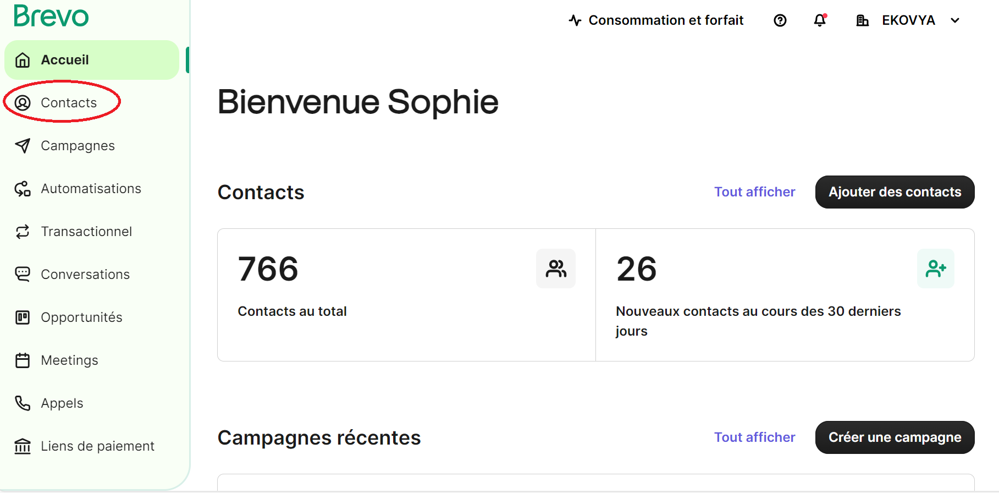 Brevo
Consommation et forfait
EKOVYA
Accueil
Contacts
Campagnes
Automatisations
Transactionnel
Conversations
Opportunités
Meetings
Appels
Liens de paiement
Bienvenue Sophie
Contacts
Tout afficher
Ajouter des contacts
766
Contacts au total
26
Nouveaux contacts au cours des 30 derniers
jours
Campagnes récentes
Tout afficher
Créer une campagne